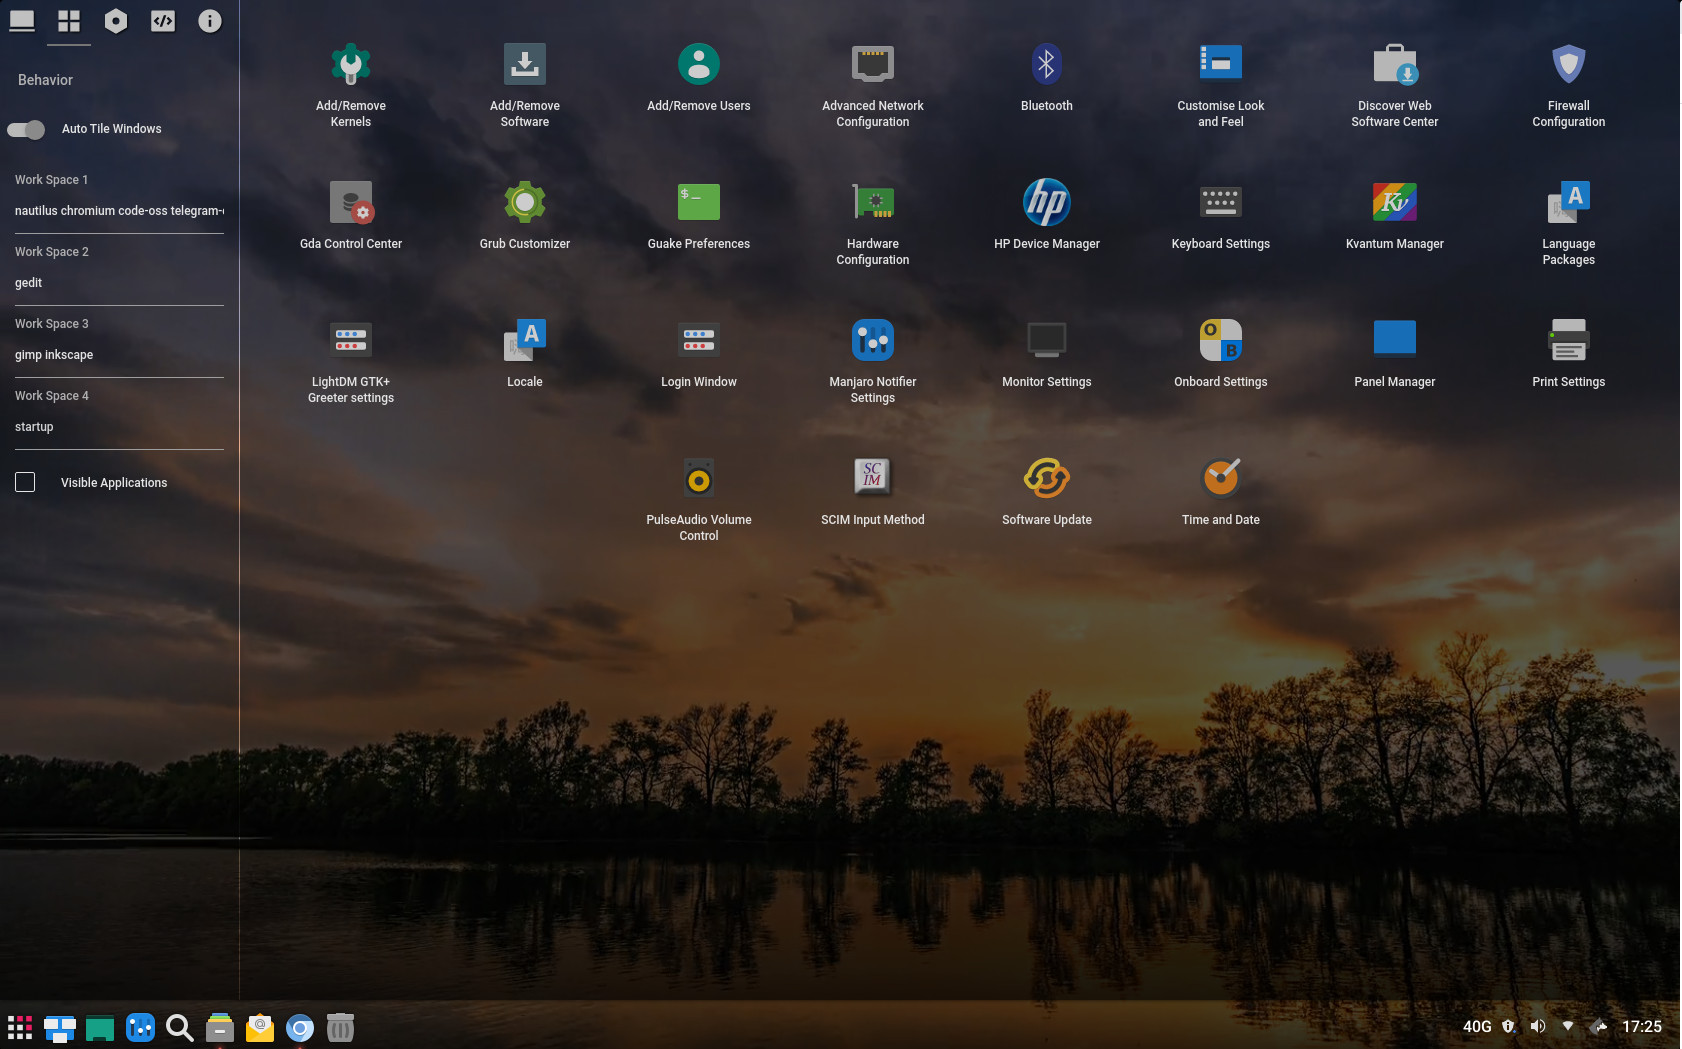 Behavior
Auto Tile Windows
Work Space 1
nautilus chromium code-oss telegram-
Work Space 2
gedit
Work Space 3
gimp inkscape
Work Space 4
startup
Visible Applications
Add/Remove
Kernels
Add/Remove
Software
Add/Remove Users
Advanced Network
Configuration
Bluetooth
Customise Look
and Feel
Discover Web
Software Center
Firewall
Configuration
Gda Control Center
Grub Customizer
$_
Guake Preferences
Hardware
Configuration
hp
HP Device Manager
Keyboard Settings
Kv
Kvantum Manager
A
Language
Packages
LightDM GTK+
Greeter settings
A
Locale
Login Window
Manjaro Notifier
Settings
Monitor Settings
O
B
Onboard Settings
Panel Manager
Print Settings
PulseAudio Volume
Control
SC
IM
SCIM Input Method
Software Update
Time and Date
40G
17:25